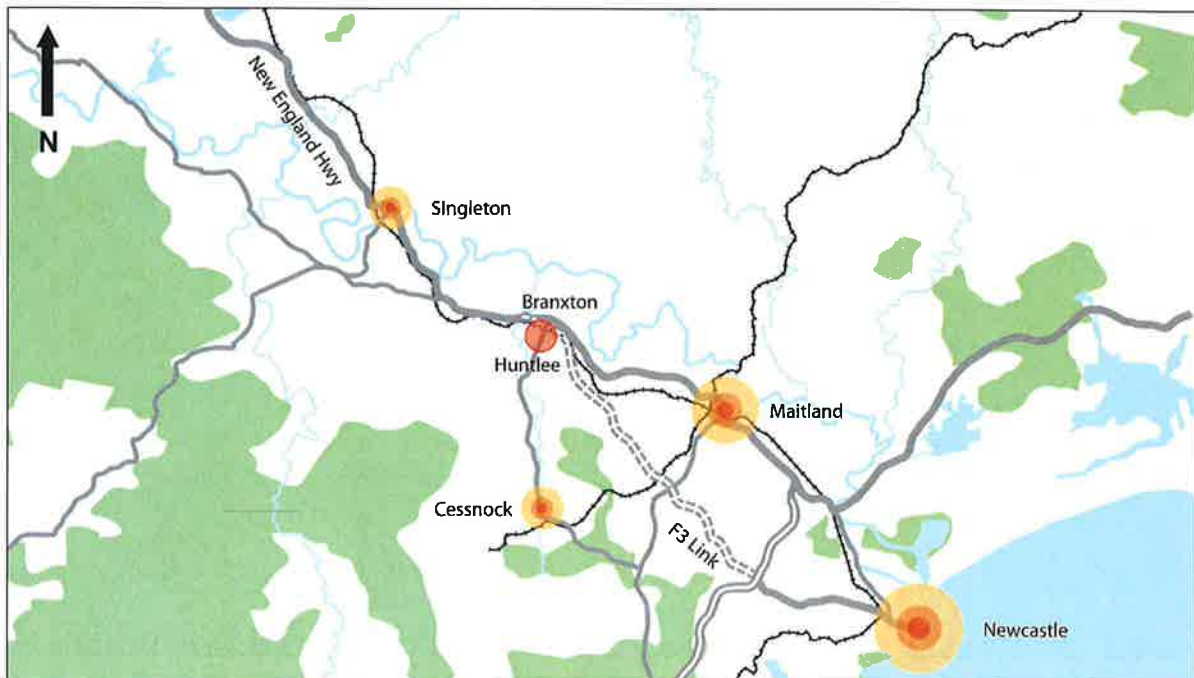 N
New England Hwy
Singleton
Branxton
Huntlee
Maitland
Cessnock
F3 Link
Newcastle